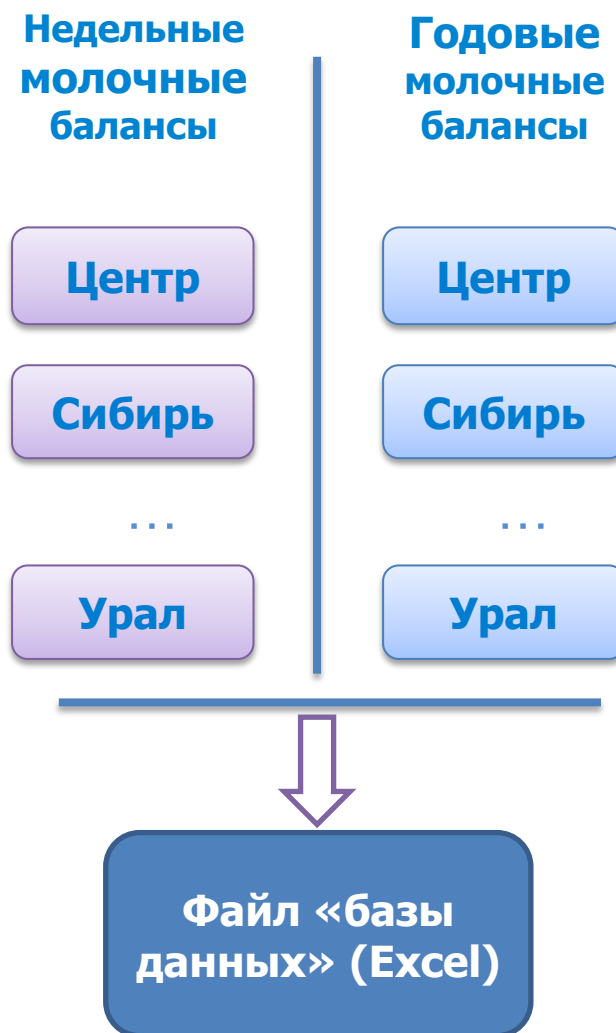 Недельные
молочные
балансы
Годовые
молочные
балансы
Центр
Центр
Сибирь
Сибирь
...
...
Урал
Урал
Файл «базы
данных» (Excel)